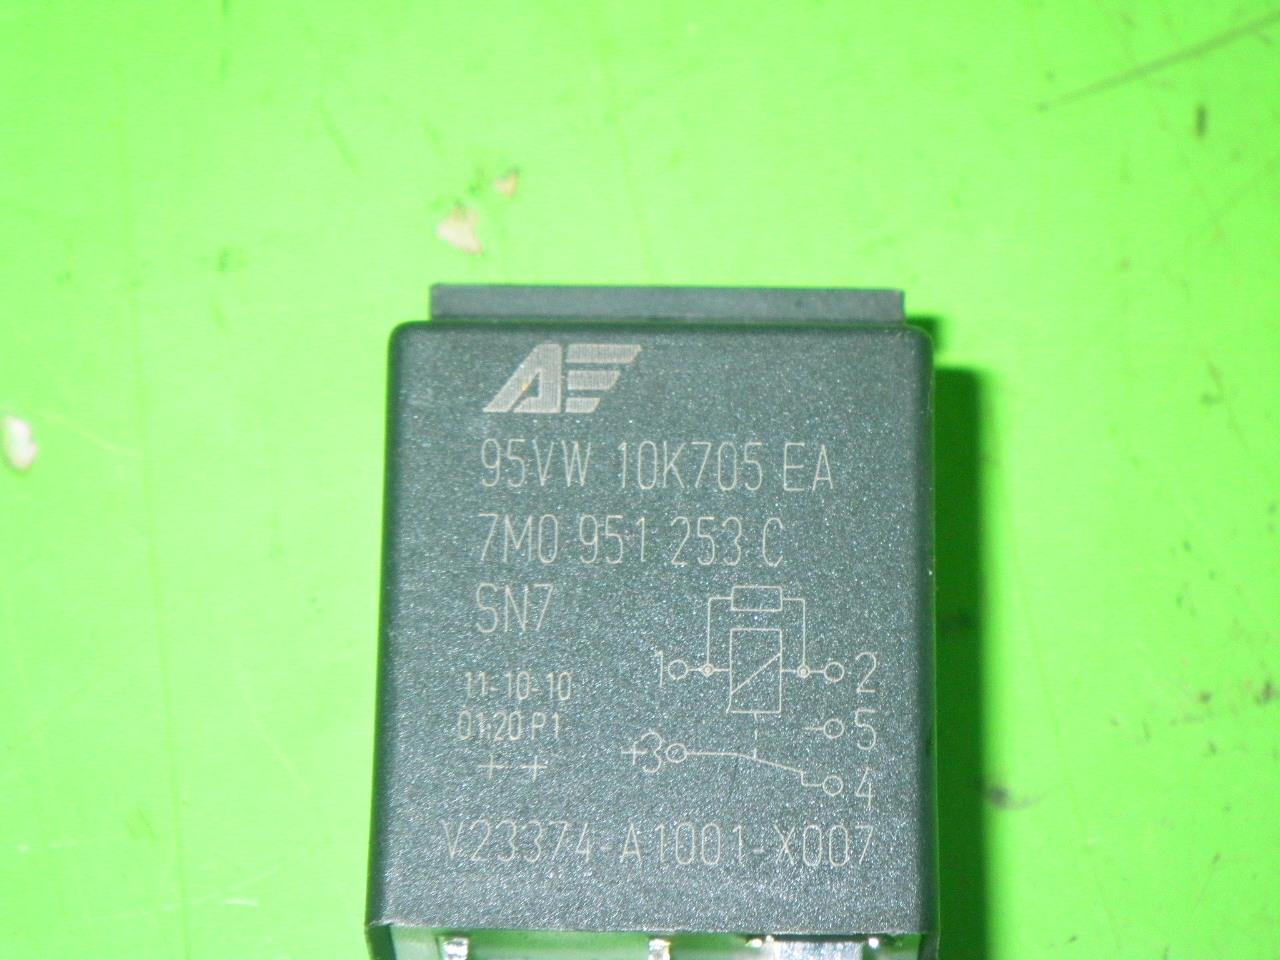 AE
95VW 10K705 EA
7M0 951 253 C
SN7
1 2
11-10-10
5
01:20 P1
+3
4
V23374-A1001-X007